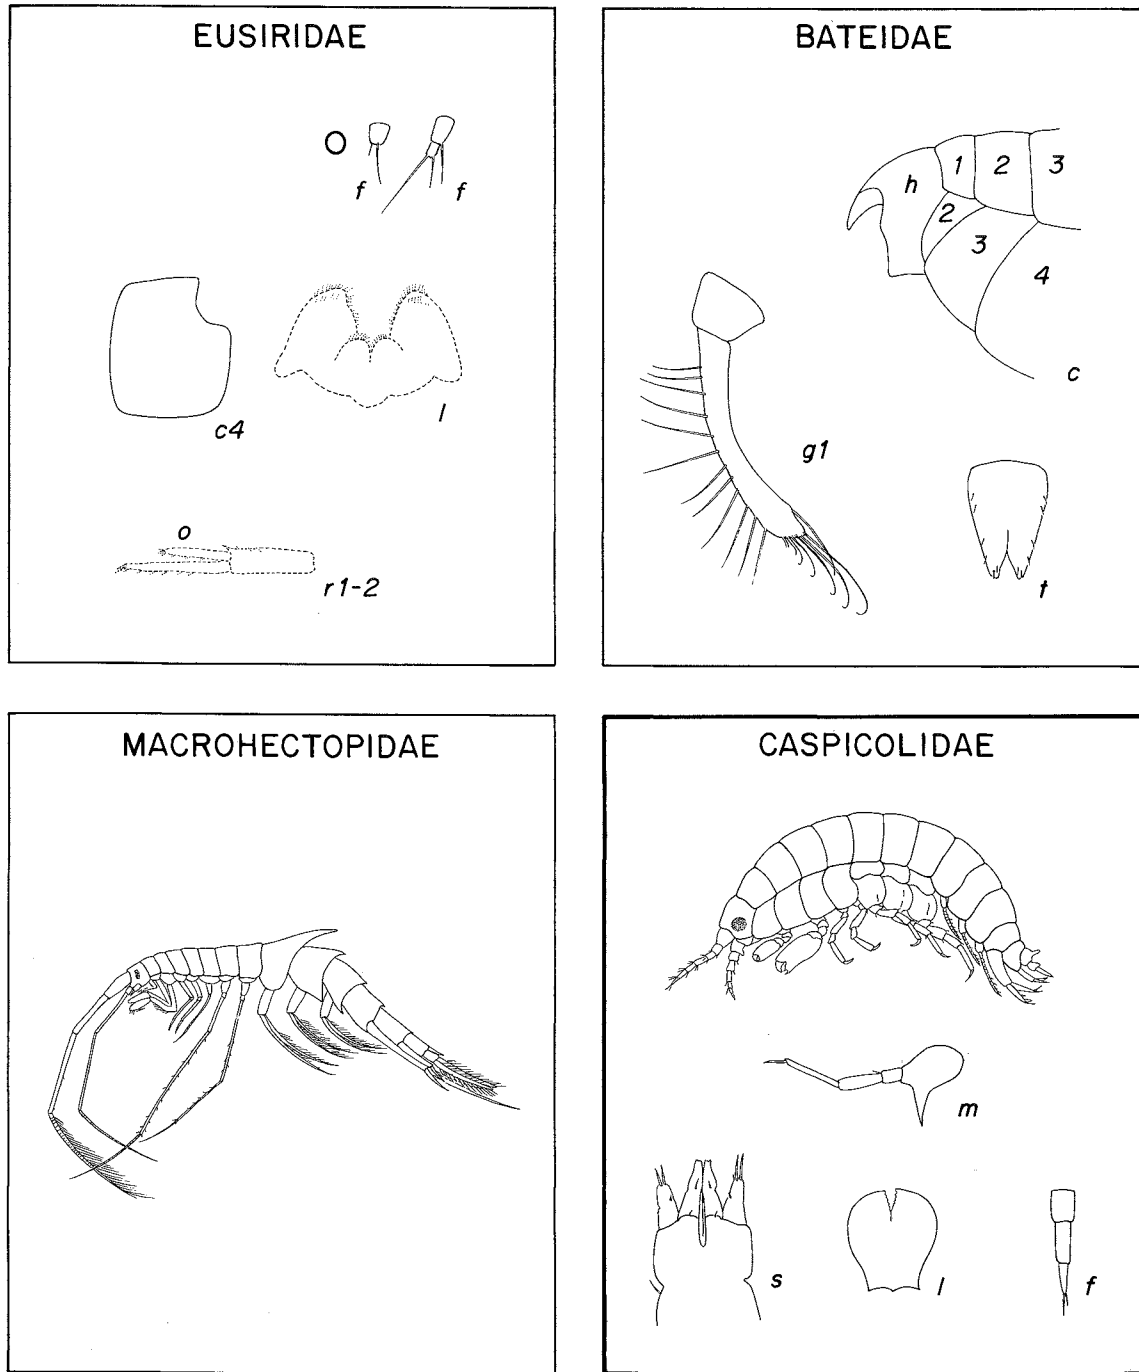 EUSIRIDAE
O
f f
c4
l
o
r1-2
BATEIDAE
h 1 2 3
2 3 4
c
g1
t
MACROHECTOPIDAE
CASPICOLIDAE
m
s l f